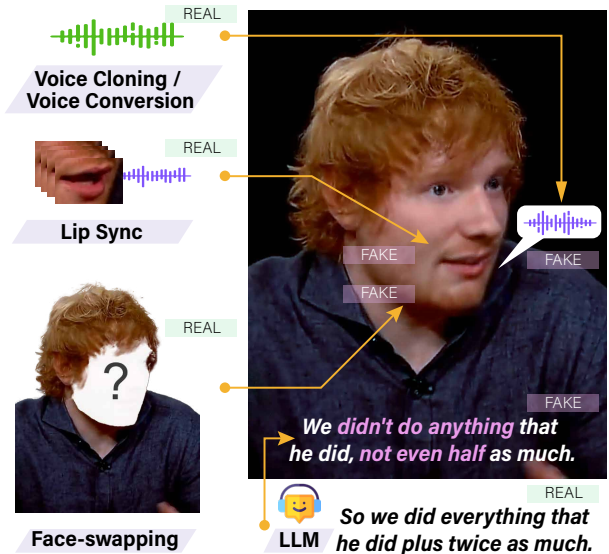 REAL
Voice Cloning /
Voice Conversion
REAL
Lip Sync
FAKE
FAKE
FAKE
REAL
?
FAKE
We didn't do anything that
he did, not even half as much.
REAL
So we did everything that
he did plus twice as much.
LLM
Face-swapping